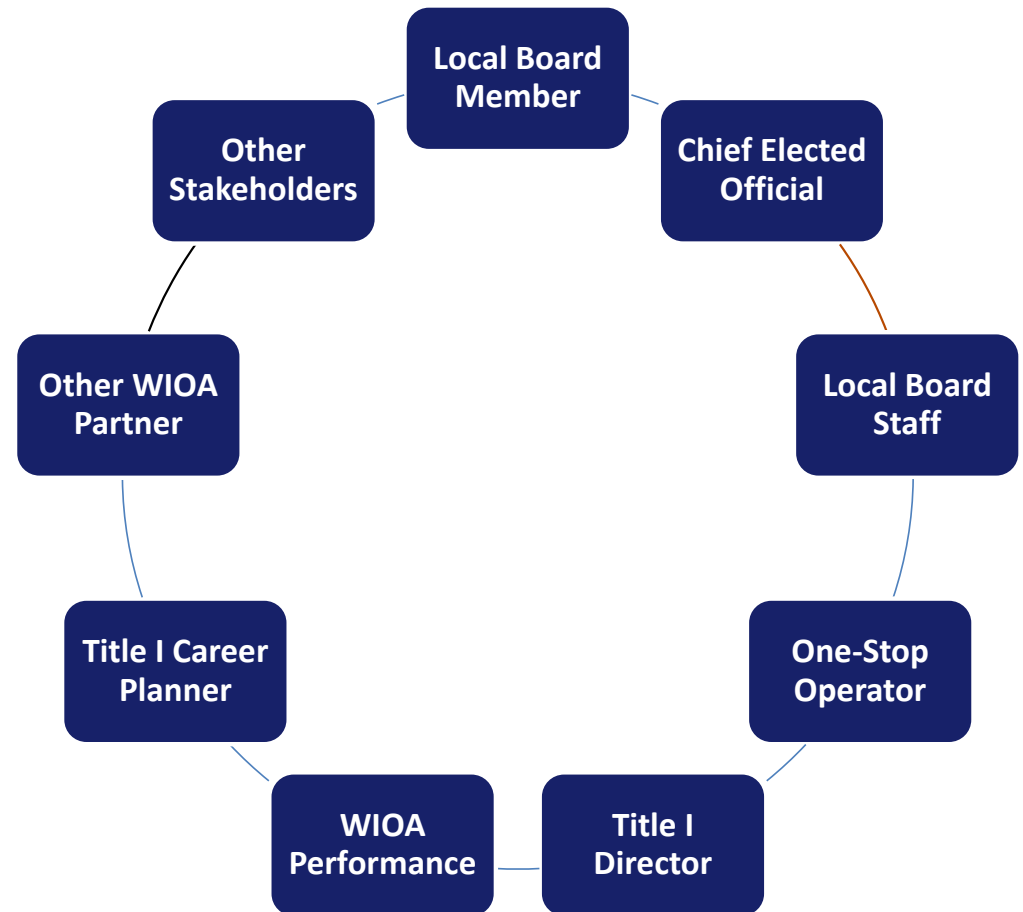 Local Board
Member
Chief Elected
Official
Local Board
Staff
One-Stop
Operator
Title I
Director
WIOA
Performance
Title I Career
Planner
Other WIOA
Partner
Other
Stakeholders